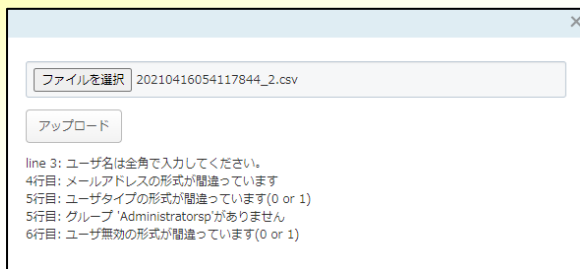 ×
ファイルを選択 20210416054117844_2.csv
アップロード
line 3: ユーザ名は全角で入力してください。
4行目: メールアドレスの形式が間違っています
5行目: ユーザタイプの形式が間違っています(0 or 1)
5行目: グループ 'Administratorsp'がありません
6行目: ユーザ無効の形式が間違っています(0 or 1)